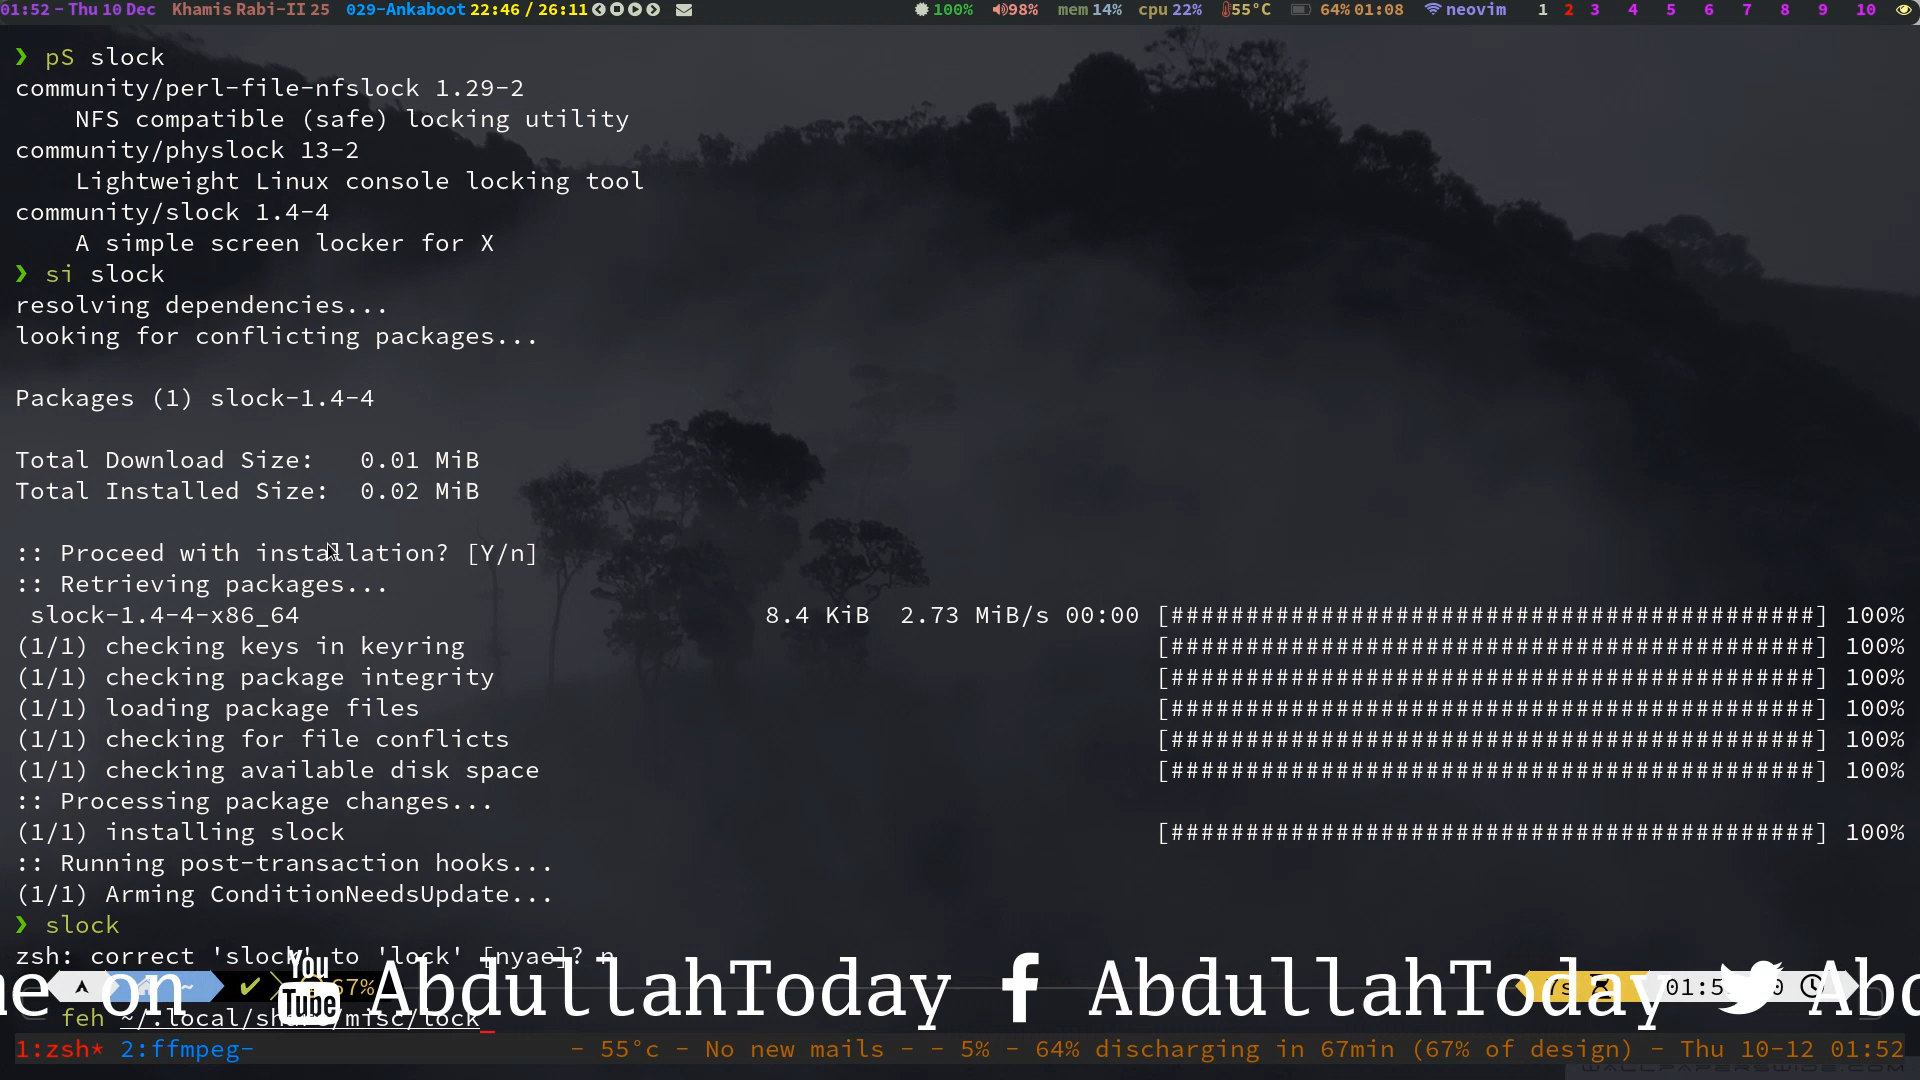 01:52 - Thu 10 Dec Khamis Rabi-II 25 029-Ankaboot 22:46 / 26:11 100% 98% mem 14% cpu 22% 55°C 64% 01:08 neovim 1 2 3 4 5 6 7 8 9 10
❯ pS slock
community/perl-file-nfslock 1.29-2
    NFS compatible (safe) locking utility
community/physlock 13-2
    Lightweight Linux console locking tool
community/slock 1.4-4
    A simple screen locker for X
❯ si slock
resolving dependencies...
looking for conflicting packages...
Packages (1) slock-1.4-4
Total Download Size:   0.01 MiB
Total Installed Size:  0.02 MiB
:: Proceed with installation? [Y/n]
:: Retrieving packages...
 slock-1.4-4-x86_64 8.4 KiB  2.73 MiB/s 00:00 [###########################################] 100%
(1/1) checking keys in keyring [###########################################] 100%
(1/1) checking package integrity [###########################################] 100%
(1/1) loading package files [###########################################] 100%
(1/1) checking for file conflicts [###########################################] 100%
(1/1) checking available disk space [###########################################] 100%
:: Processing package changes...
(1/1) installing slock [###########################################] 100%
:: Running post-transaction hooks...
(1/1) Arming ConditionNeedsUpdate...
❯ slock
zsh: correct 'slock' to 'lock' [nyae]? n
me on You Tube AbdullahToday f AbdullahToday Abd
~ ✔ 67%
feh ~/.local/share/misc/lock
1:zsh* 2:ffmpeg- - 55°c - No new mails - - 5% - 64% discharging in 67min (67% of design) - Thu 10-12 01:52